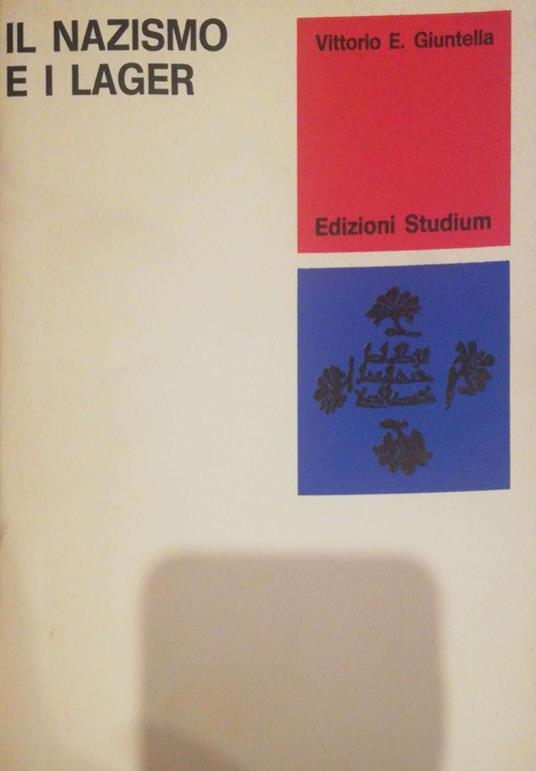 IL NAZISMO
E I LAGER
Vittorio E. Giuntella
Edizioni Studium